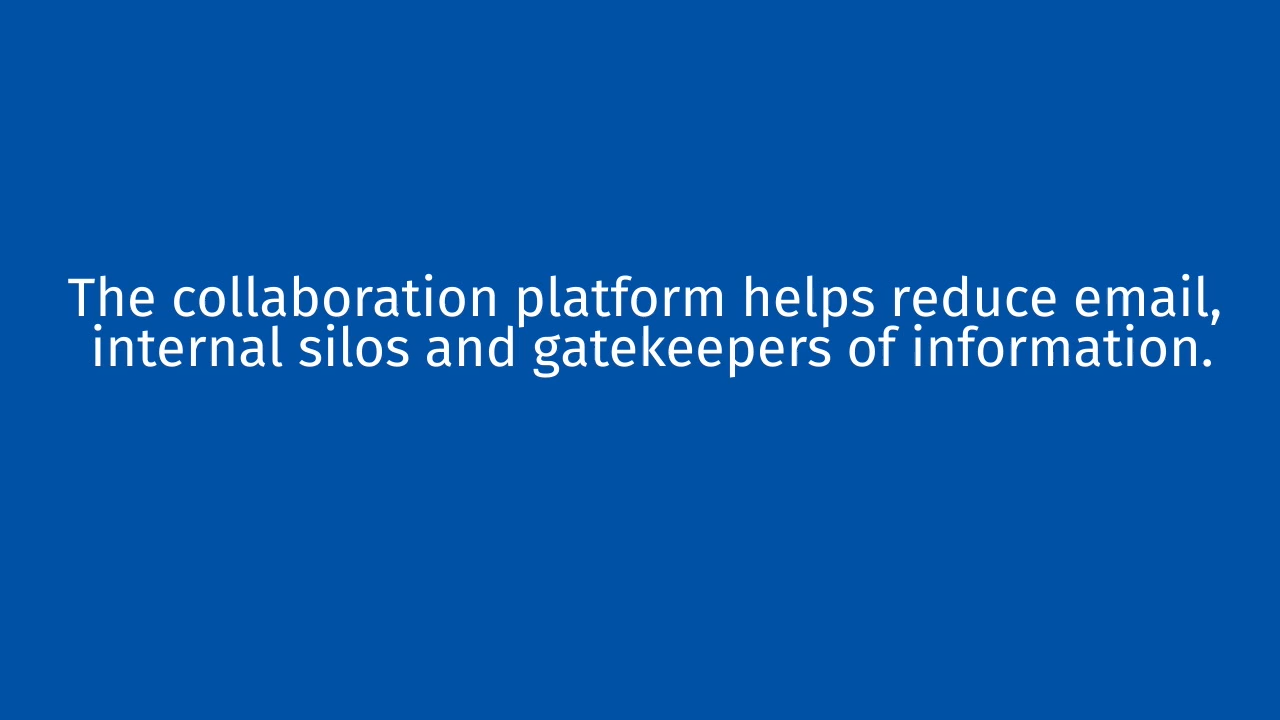 The collaboration platform helps reduce email,
internal silos and gatekeepers of information.